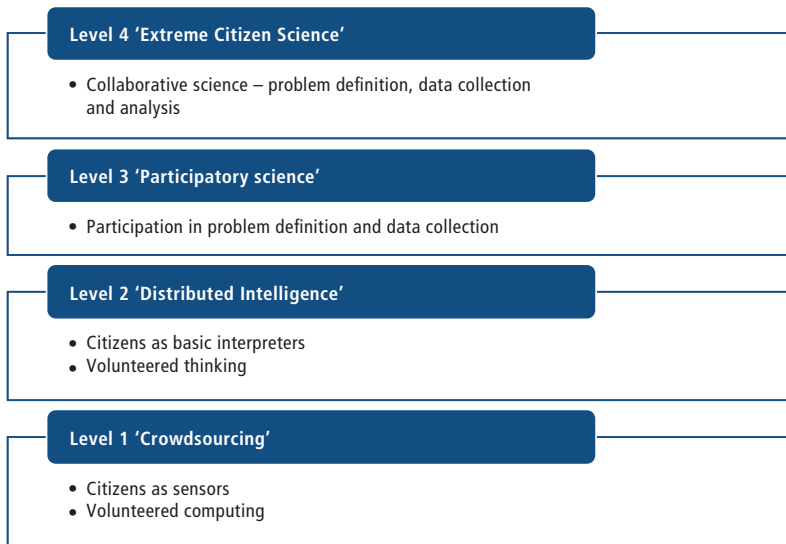 Level 4 ‘Extreme Citizen Science’
• Collaborative science – problem definition, data collection
and analysis
Level 3 ‘Participatory science’
• Participation in problem definition and data collection
Level 2 ‘Distributed Intelligence’
• Citizens as basic interpreters
• Volunteered thinking
Level 1 ‘Crowdsourcing’
• Citizens as sensors
• Volunteered computing